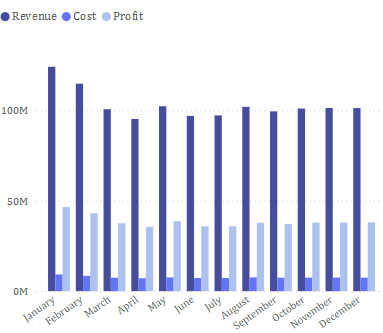 Revenue Cost Profit
100M
50M
0M
January February March April May June July August September October November December